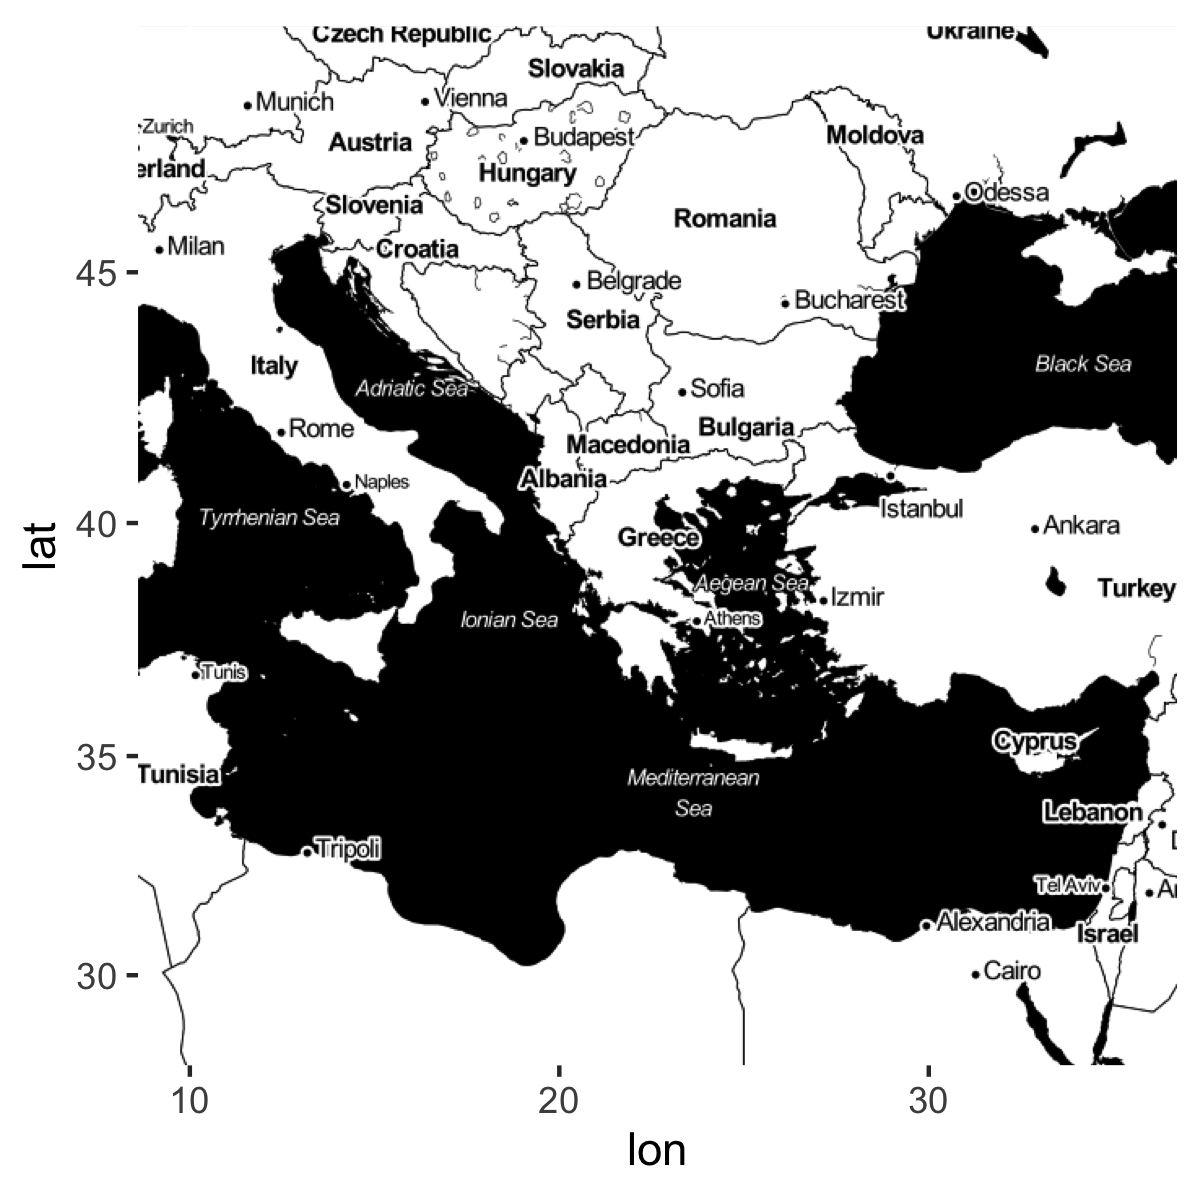 Czech Republic
Ukraine
Slovakia
Munich
Vienna
Zurich
Austria
Budapest
Moldova
erland
Hungary
Slovenia
Odessa
Romania
Milan
Croatia
45
Belgrade
Bucharest
Serbia
Italy
Black Sea
Adriatic Sea
Sofia
Rome
Bulgaria
Macedonia
Albania
Naples
Istanbul
Tyrrhenian Sea
40
Ankara
Greece
lat
Aegean Sea
Turkey
Izmir
Ionian Sea
Athens
Tunis
Cyprus
35
Tunisia
Mediterranean
Sea
Lebanon
D
Tripoli
Tel Aviv
Ar
Alexandria
Israel
30
Cairo
10
20
30
lon